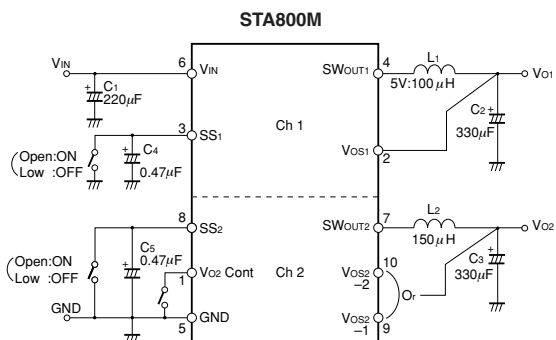 STA800M
VIN
6
VIN
C1
220μF
+
3
SS1
(Open:ON
Low :OFF
+
C4
0.47μF
Ch 1
SWOUT1
4
L1
5V:100μH
VO1
C2
+
330μF
VOS1
2
8
SS2
(Open:ON
Low :OFF
+
C5
0.47μF
1
VO2 Cont
Ch 2
GND
5
GND
SWOUT2
7
L2
150μH
VO2
C3
+
330μF
10
VOS2
–2
Or
VOS2
–1
9